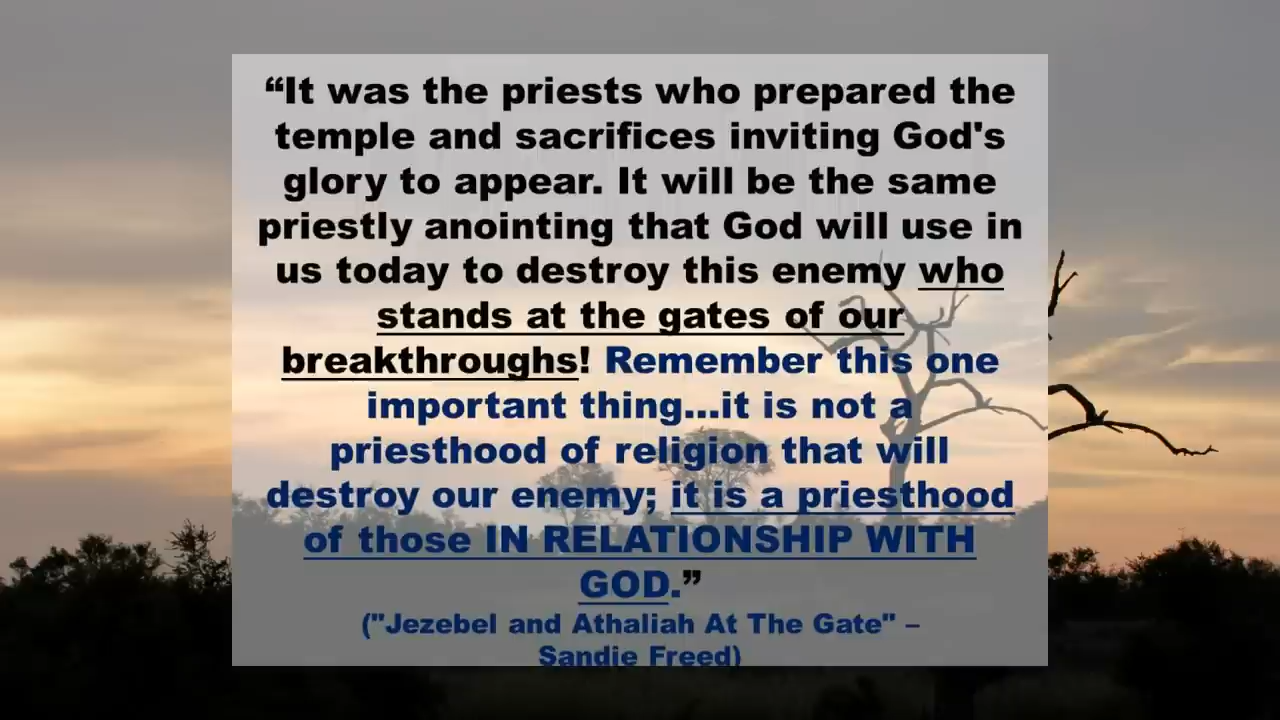 “It was the priests who prepared the
temple and sacrifices inviting God's
glory to appear. It will be the same
priestly anointing that God will use in
us today to destroy this enemy who
stands at the gates of our
breakthroughs! Remember this one
important thing...it is not a
priesthood of religion that will
destroy our enemy; it is a priesthood
of those IN RELATIONSHIP WITH
GOD.”
("Jezebel and Athaliah At The Gate" –
Sandie Freed)